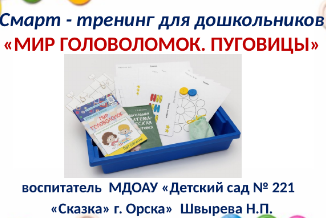 Смарт - тренинг для дошкольников
«МИР ГОЛОВОЛОМОК. ПУГОВИЦЫ»
воспитатель МДОАУ «Детский сад № 221
«Сказка» г. Орска» Швырева Н.П.